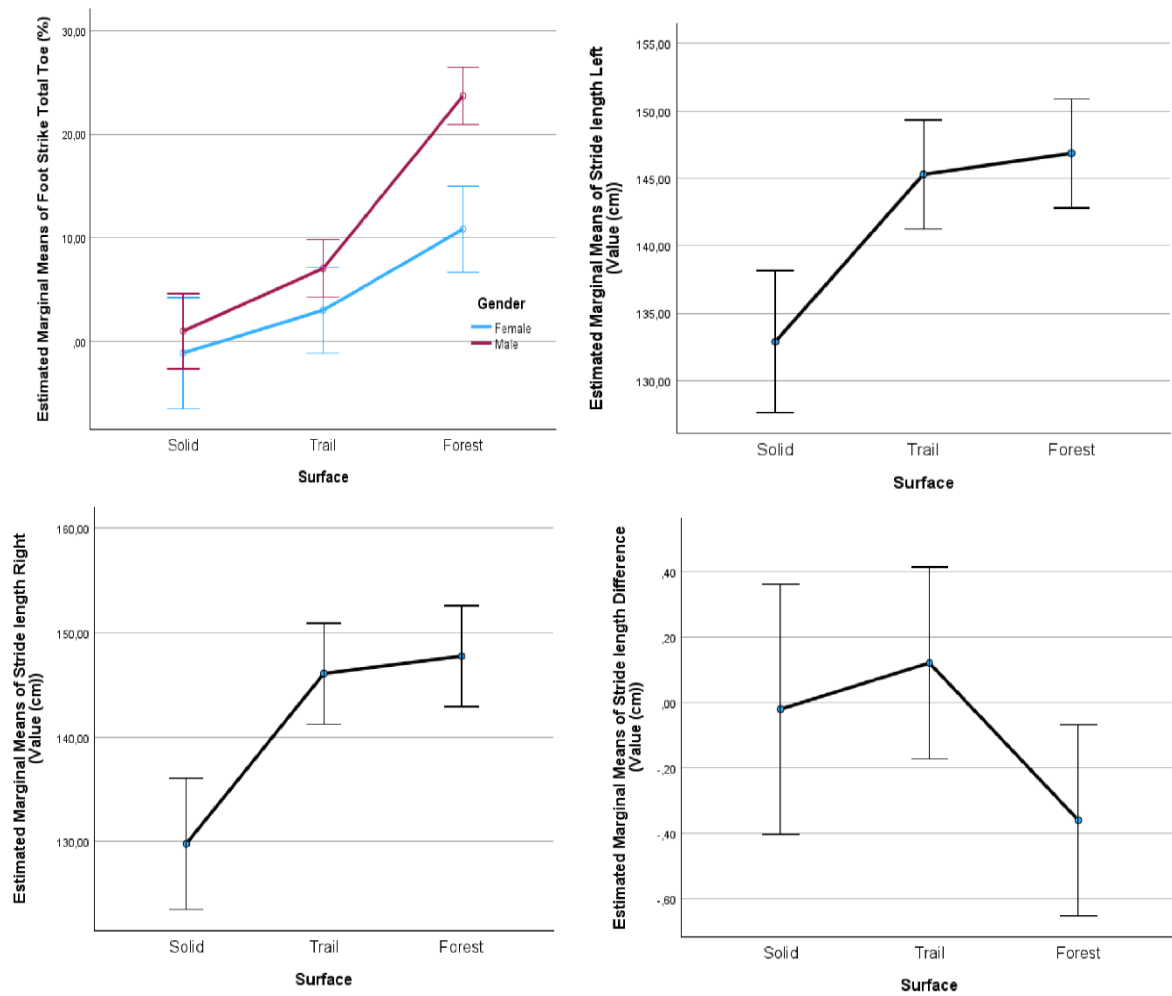 Estimated Marginal Means of Foot Strike Total Toe (%)
30,00
20,00
10,00
,00
Gender
Female
Male
Solid
Trail
Forest
Surface
Estimated Marginal Means of Stride length Left
(Value (cm))
155,00
150,00
145,00
140,00
135,00
130,00
Solid
Trail
Forest
Surface
Estimated Marginal Means of Stride length Right
(Value (cm))
160,00
150,00
140,00
130,00
Solid
Trail
Forest
Surface
Estimated Marginal Means of Stride length Difference
(Value (cm))
,40
,20
,00
-,20
-,40
-,60
Solid
Trail
Forest
Surface